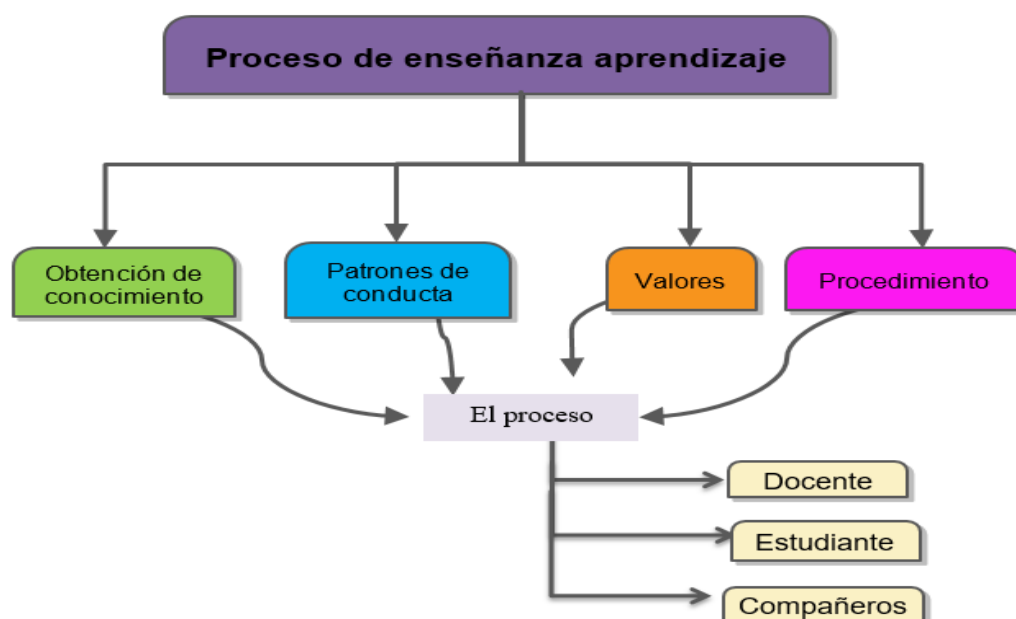 Proceso de enseñanza aprendizaje
Obtención de
conocimiento
Patrones de
conducta
Valores
Procedimiento
El proceso
Docente
Estudiante
Compañeros